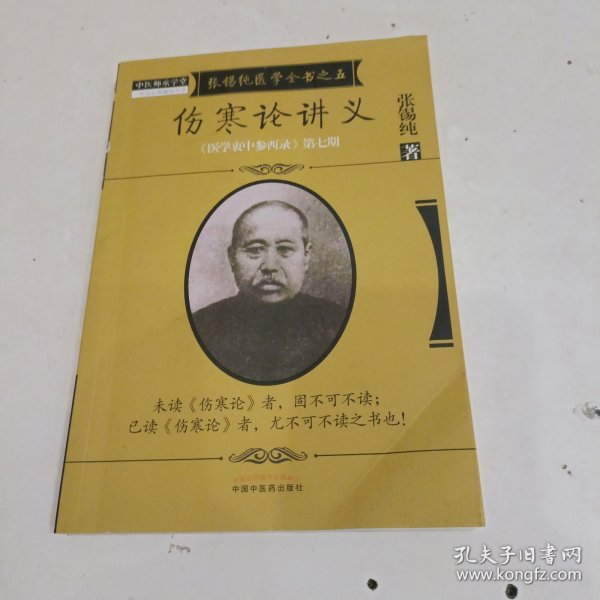 中医师承学堂
张锡纯医学全书之五
伤寒论讲义
《医学衷中参西录》第七期
张锡纯
著
未读《伤寒论》者，固不可不读；
已读《伤寒论》者，尤不可不读之书也！
中国中医药出版社
孔夫子旧书网
www.kongfz.com